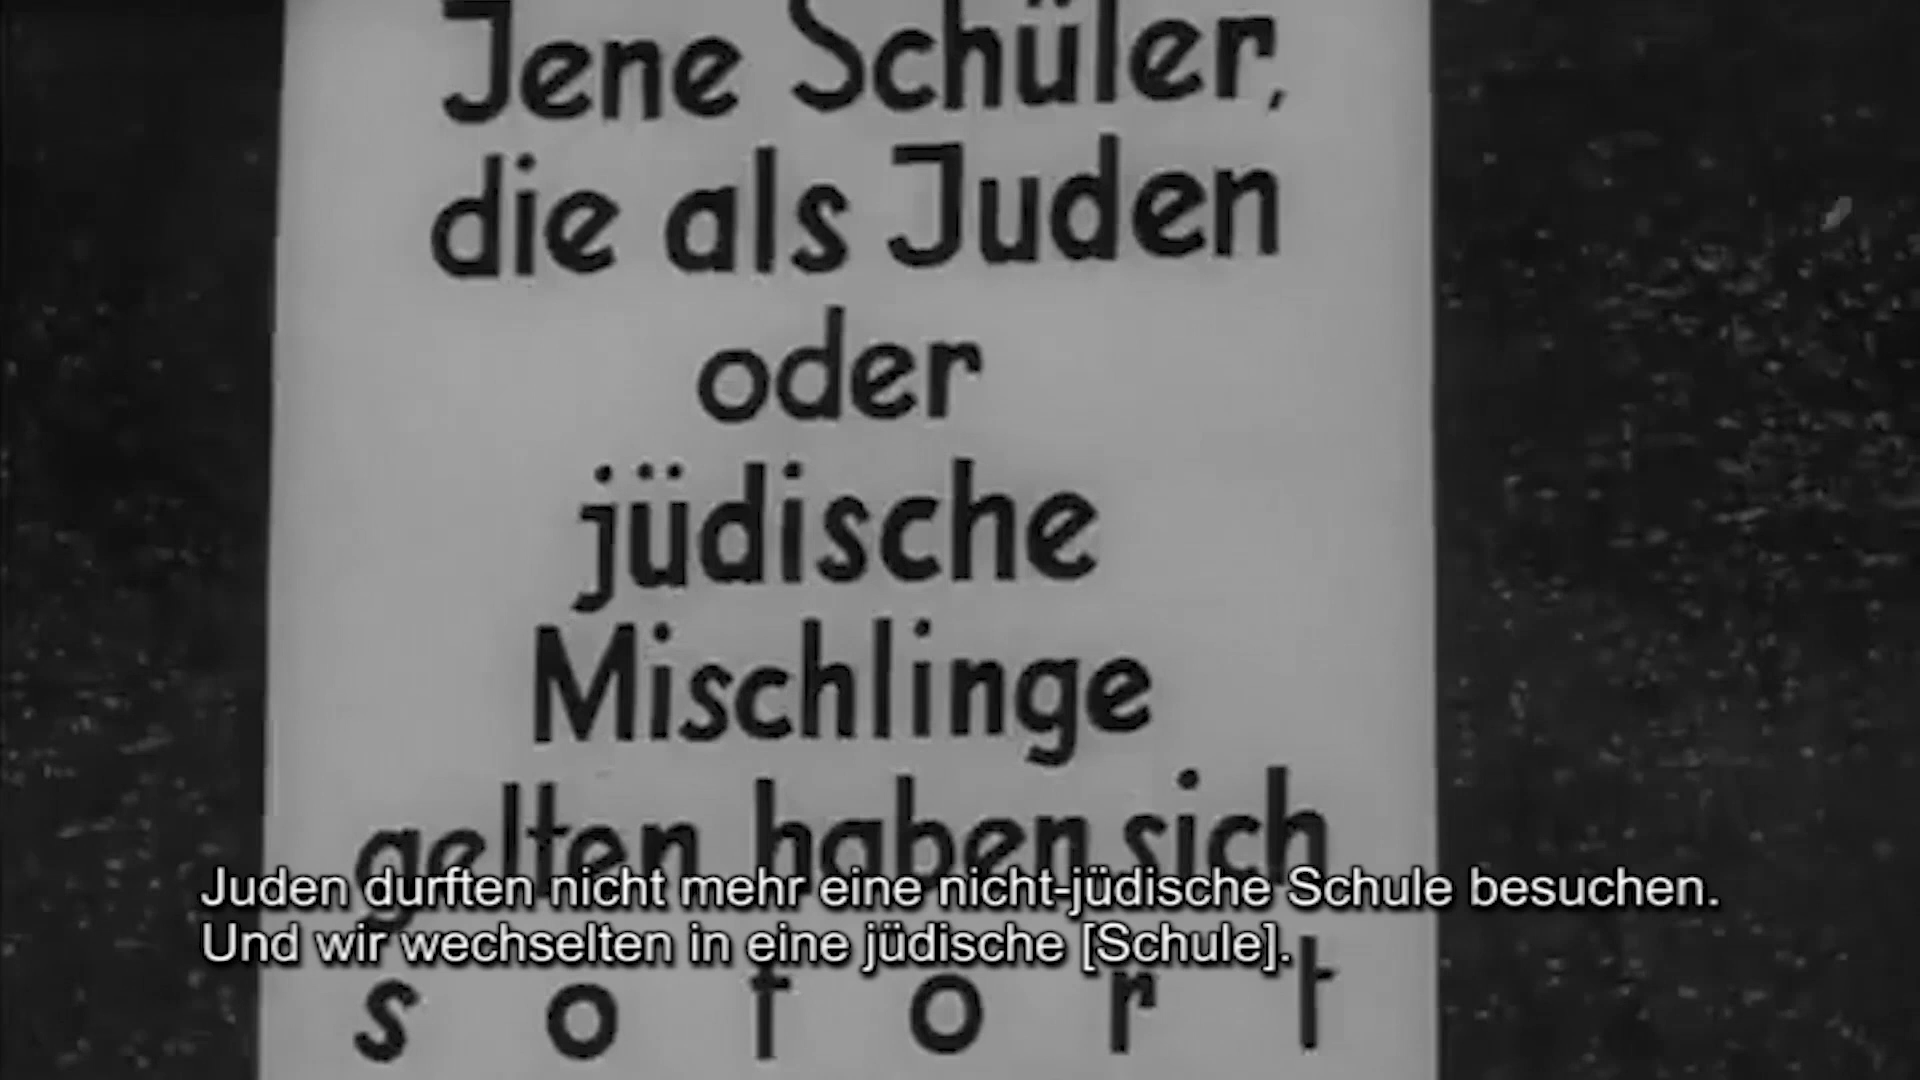 Jene Schüler,
die als Juden
oder
jüdische
Mischlinge
gelten haben sich
Juden durften nicht mehr eine nicht-jüdische Schule besuchen.
Und wir wechselten in eine jüdische [Schule].
sofort